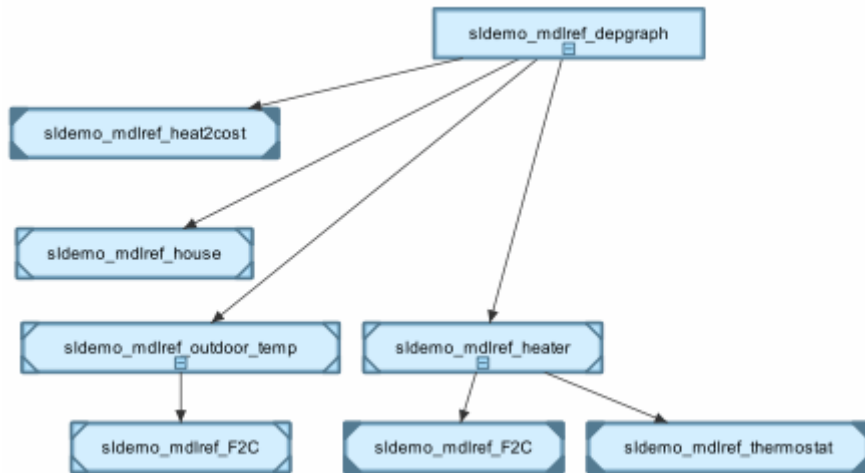 sldemo_mdlref_depgraph
sldemo_mdlref_heat2cost
sldemo_mdlref_house
sldemo_mdlref_outdoor_temp
sldemo_mdlref_heater
sldemo_mdlref_F2C
sldemo_mdlref_F2C
sldemo_mdlref_thermostat